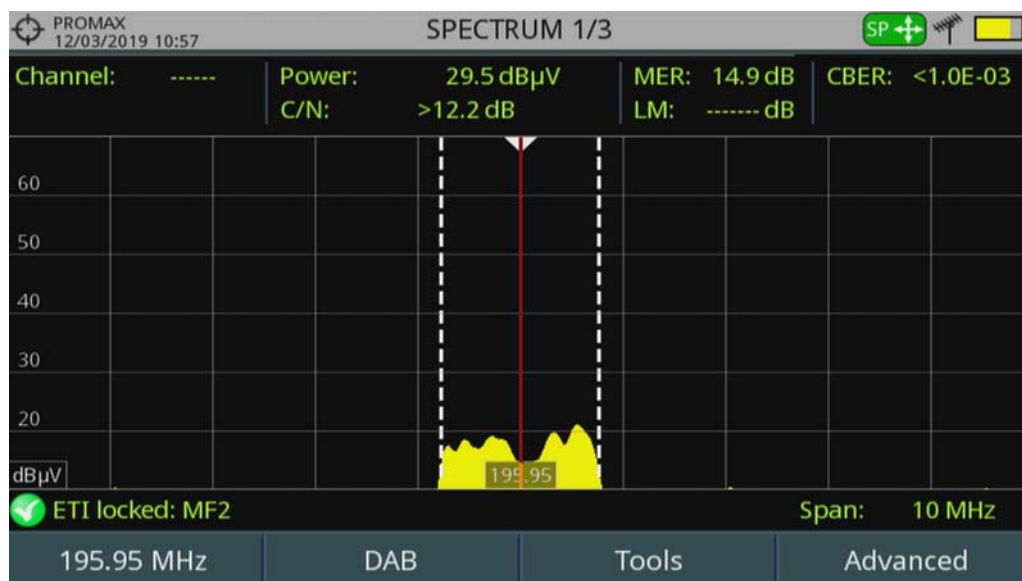 PROMAX
12/03/2019 10:57
SPECTRUM 1/3
SP
Channel: ------
Power: 29.5 dBµV
MER: 14.9 dB
CBER: <1.0E-03
C/N: >12.2 dB
LM: ------- dB
60
50
40
30
20
dBµV
195.95
ETI locked: MF2
Span: 10 MHz
195.95 MHz
DAB
Tools
Advanced